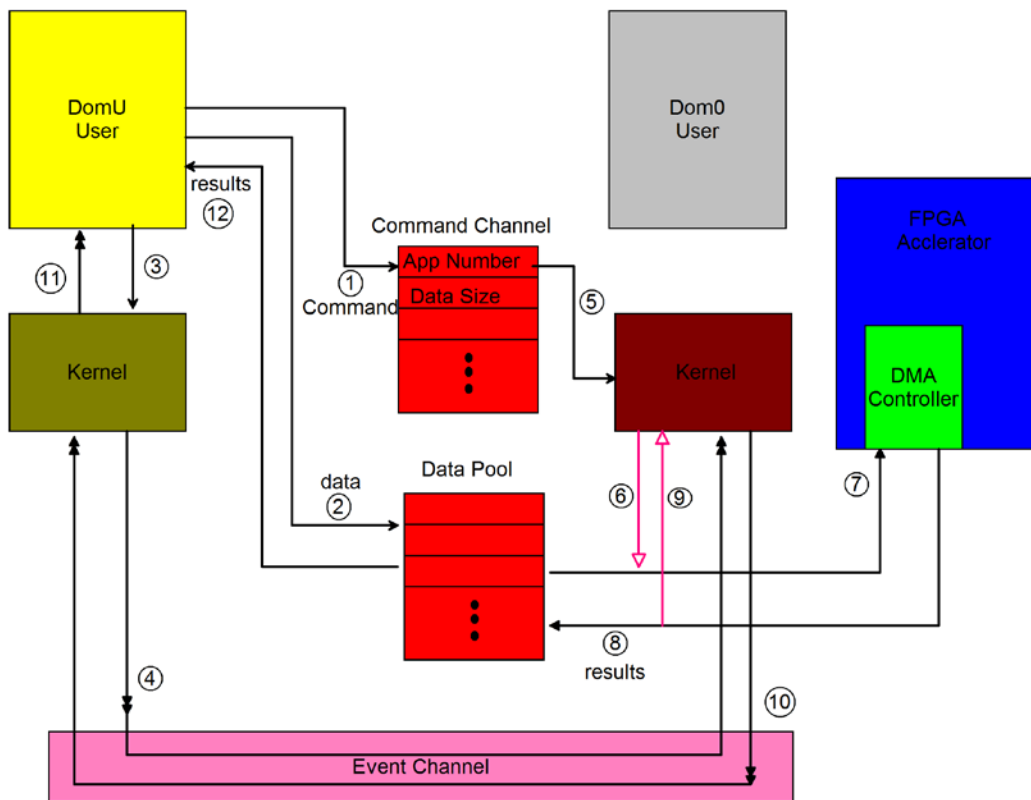 DomU
User
Dom0
User
results
⑫
Command Channel
FPGA
Acclerator
App Number
⑪
③
①
Command
Data Size
⑤
Kernel
Kernel
DMA
Controller
Data Pool
data
②
⑥
⑨
⑦
⑧
results
④
⑩
Event Channel